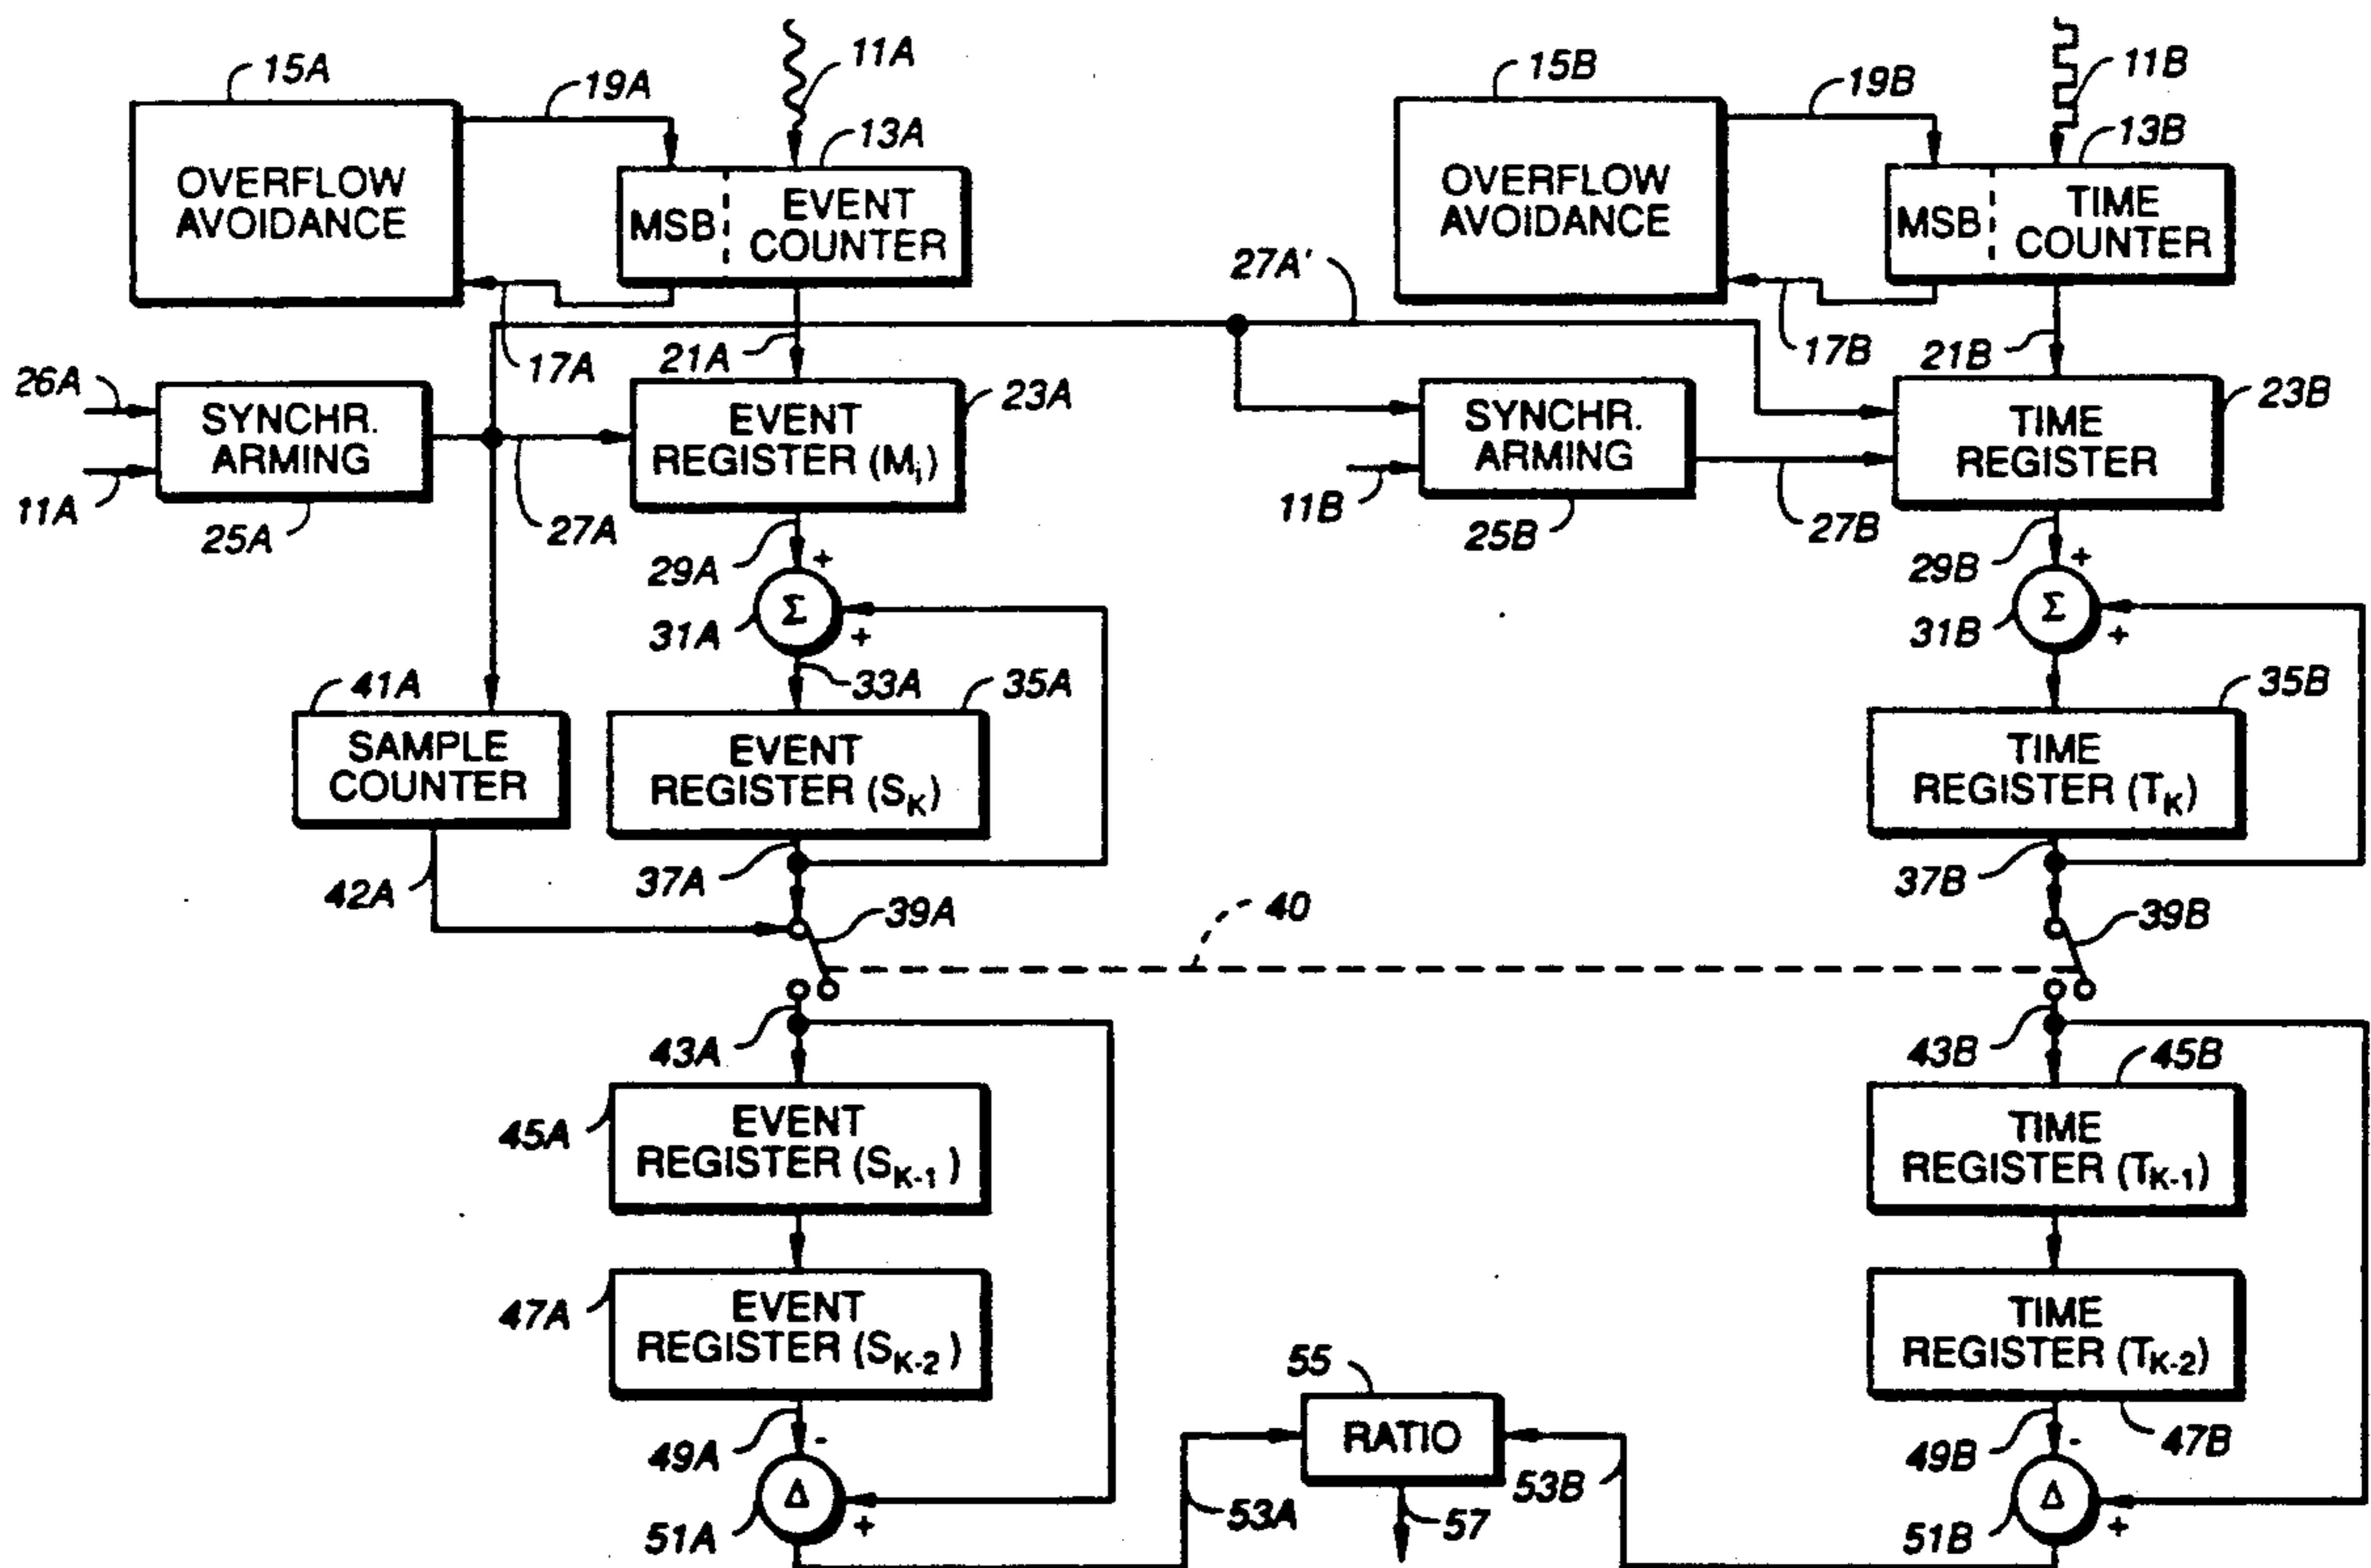 15A
19A
11A
13A
OVERFLOW
AVOIDANCE
MSB
EVENT
COUNTER
17A
21A
26A
11A
SYNCHR.
ARMING
25A
27A
EVENT
REGISTER (Mi)
23A
29A
+
Σ
+
31A
33A
41A
SAMPLE
COUNTER
42A
35A
EVENT
REGISTER (SK)
37A
39A
40
43A
45A
EVENT
REGISTER (SK-1)
47A
EVENT
REGISTER (SK-2)
49A
-
Δ
+
51A
53A
55
RATIO
57
53B
15B
19B
11B
13B
OVERFLOW
AVOIDANCE
MSB
TIME
COUNTER
27A'
17B
21B
SYNCHR.
ARMING
11B
25B
27B
TIME
REGISTER
23B
29B
+
Σ
+
31B
35B
TIME
REGISTER (TK)
37B
39B
43B
45B
TIME
REGISTER (TK-1)
TIME
REGISTER (TK-2)
47B
49B
-
Δ
+
51B